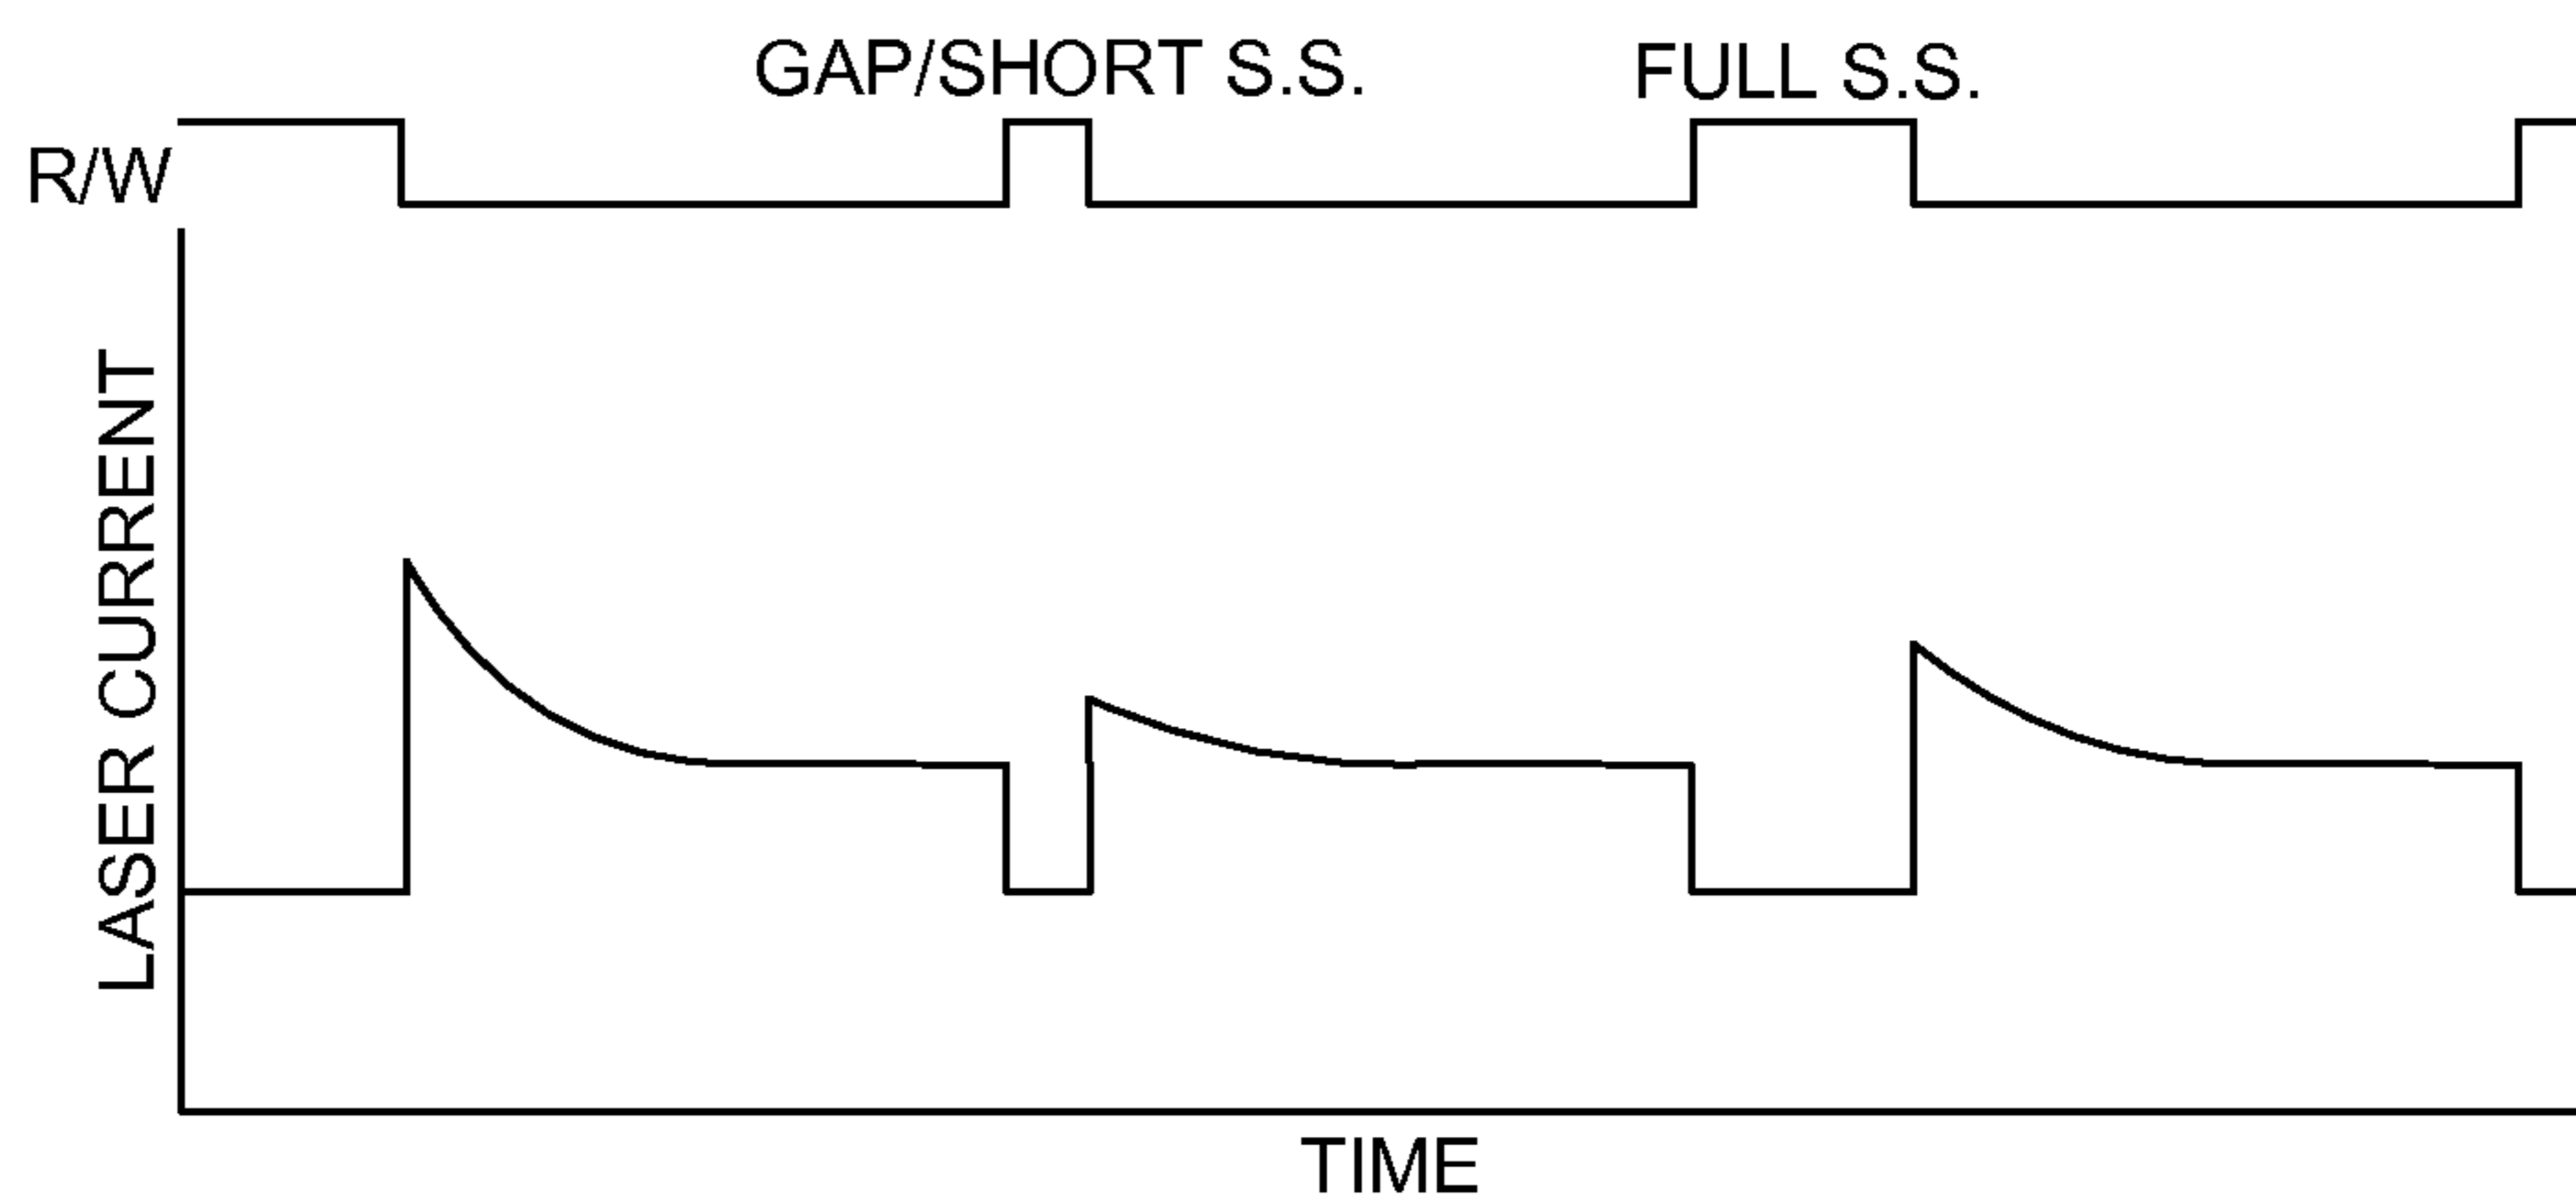 GAP/SHORT S.S.
FULL S.S.
R/W
LASER CURRENT
TIME